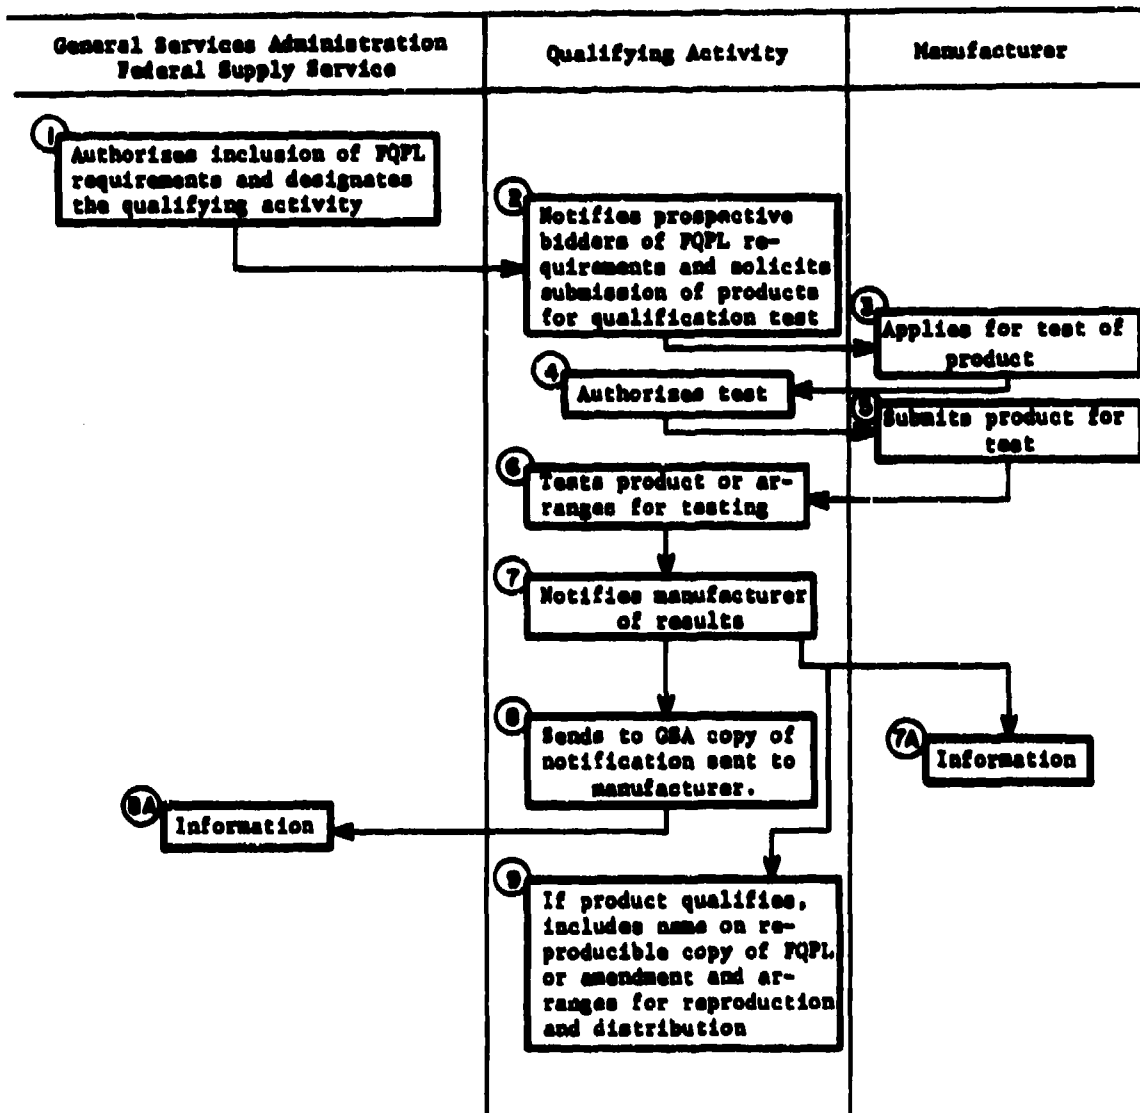 General Services Administration
Federal Supply Service
Qualifying Activity
Manufacturer
1
Authorizes inclusion of FQPL
requirements and designates
the qualifying activity
2
Notifies prospective
bidders of FQPL re-
quirements and solicits
submission of products
for qualification test
3
Applies for test of
product
4
Authorizes test
5
Submits product for
test
6
Tests product or ar-
ranges for testing
7
Notifies manufacturer
of results
8
Sends to GSA copy of
notification sent to
manufacturer.
7A
Information
8A
Information
9
If product qualifies,
includes name on re-
producible copy of FQPL
or amendment and ar-
ranges for reproduction
and distribution